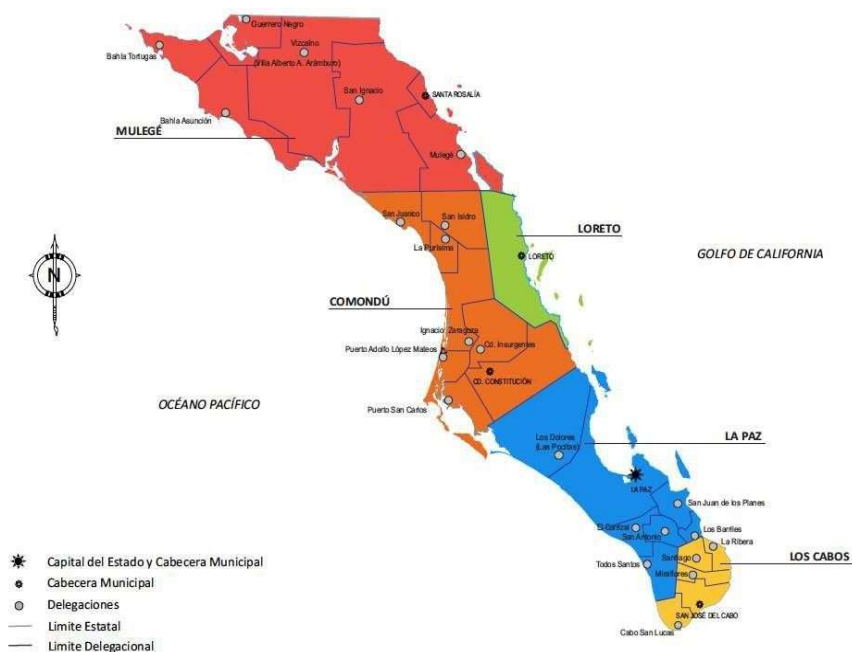 Guerrero Negro
Bahía Tortugas
Vizcaíno
(Villa Alberto A. Arámburo)
San Ignacio
SANTA ROSALÍA
Bahía Asunción
MULEGÉ
Mulegé
San Juanico
San Isidro
La Purísima
LORETO
LORETO
GOLFO DE CALIFORNIA
N
COMONDÚ
Ignacio Zaragoza
Cd. Insurgentes
Puerto Adolfo López Mateos
CD. CONSTITUCIÓN
OCÉANO PACÍFICO
Puerto San Carlos
Los Dolores
(Las Pocitas)
LA PAZ
LA PAZ
San Juan de los Planes
El Carrizal
San Antonio
Los Barriles
La Ribera
Santiago
LOS CABOS
Todos Santos
Miraflores
SAN JOSÉ DEL CABO
Cabo San Lucas
Capital del Estado y Cabecera Municipal
Cabecera Municipal
Delegaciones
Limite Estatal
Limite Delegacional